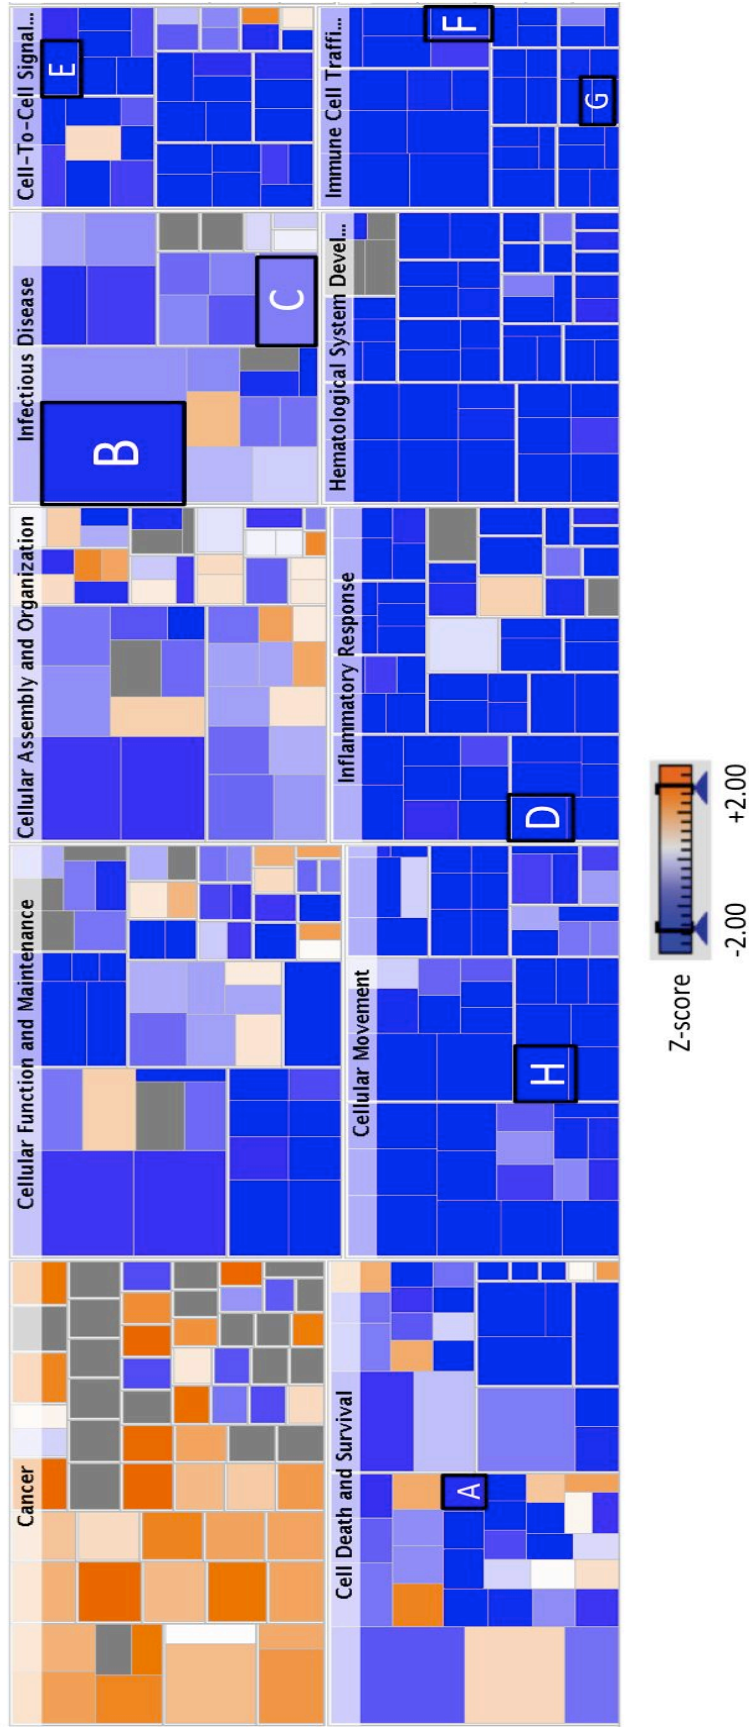 Cancer
Cellular Function and Maintenance
Cellular Assembly and Organization
Infectious Disease
Cell-To-Cell Signal...
B
C
E
Cell Death and Survival
Cellular Movement
Inflammatory Response
Hematological System Devel...
Immune Cell Traffi...
A
H
D
F
G
Z-score
-2.00
+2.00